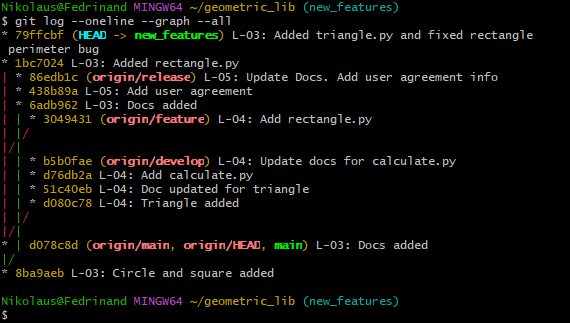 Nikolaus@Fedrinand MINGW64 ~/geometric_lib (new_features)
$ git log --oneline --graph --all
* 79ffcbf (HEAD -> new_features) L-03: Added triangle.py and fixed rectangle
 perimeter bug
* 1bc7024 L-03: Added rectangle.py
| * 86edb1c (origin/release) L-05: Update Docs. Add user agreement info
| * 438b89a L-05: Add user agreement
| * 6adb962 L-03: Docs added
| | * 3049431 (origin/feature) L-04: Add rectangle.py
| |/
|/|
| | * b5b0fae (origin/develop) L-04: Update docs for calculate.py
| | * d76db2a L-04: Add calculate.py
| | * 51c40eb L-04: Doc updated for triangle
| | * d080c78 L-04: Triangle added
| |/
|/|
* | d078c8d (origin/main, origin/HEAD, main) L-03: Docs added
|/
* 8ba9aeb L-03: Circle and square added
Nikolaus@Fedrinand MINGW64 ~/geometric_lib (new_features)
$